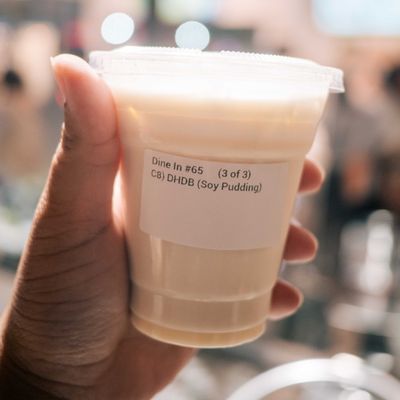 Dine In #65 (3 of 3)
C8) DHDB (Soy Pudding)